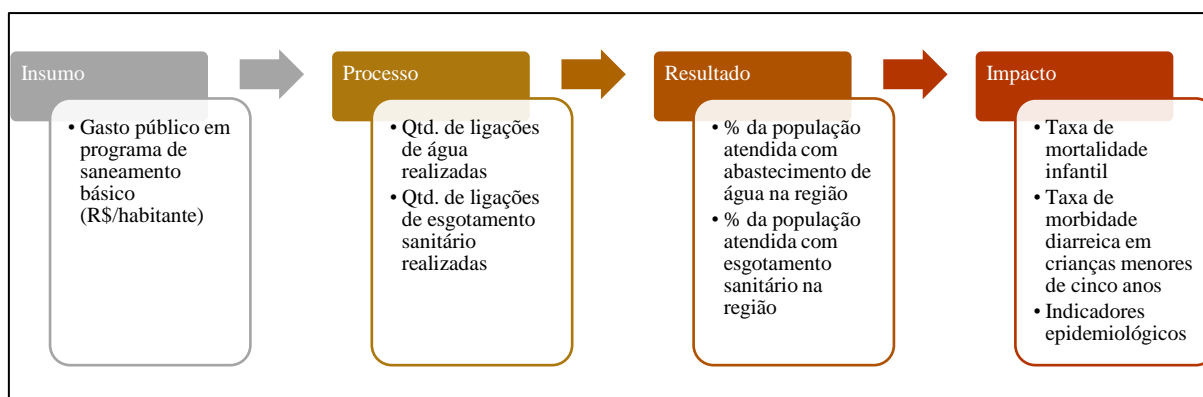 Insumo
• Gasto público em
programa de
saneamento
básico
(R$/habitante)
Processo
• Qtd. de ligações
de água
realizadas
• Qtd. de ligações
de esgotamento
sanitário
realizadas
Resultado
• % da população
atendida com
abastecimento de
água na região
• % da população
atendida com
esgotamento
sanitário na
região
Impacto
• Taxa de
mortalidade
infantil
• Taxa de
morbidade
diarreica em
crianças menores
de cinco anos
• Indicadores
epidemiológicos